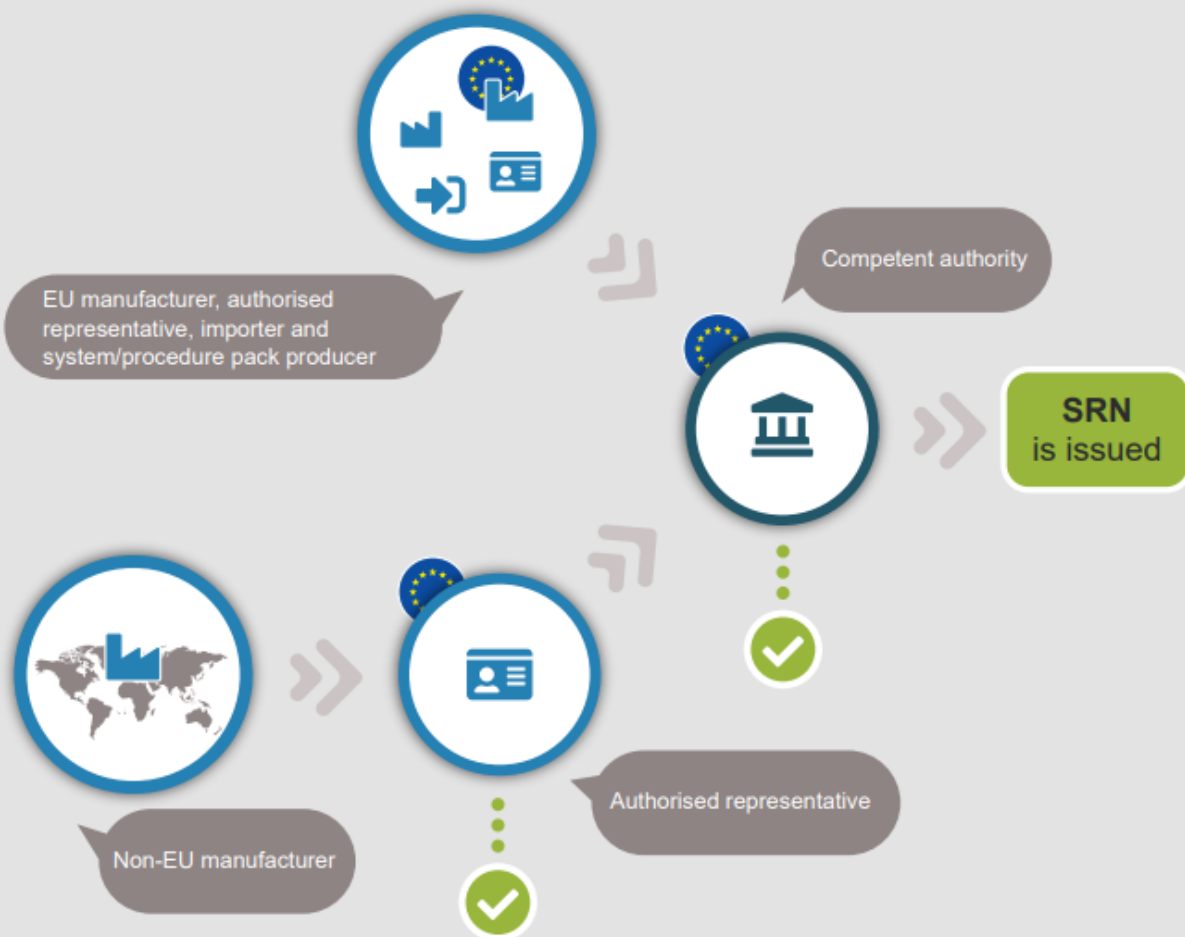 Competent authority
EU manufacturer, authorised
representative, importer and
system/procedure pack producer
SRN
is issued
Authorised representative
Non-EU manufacturer